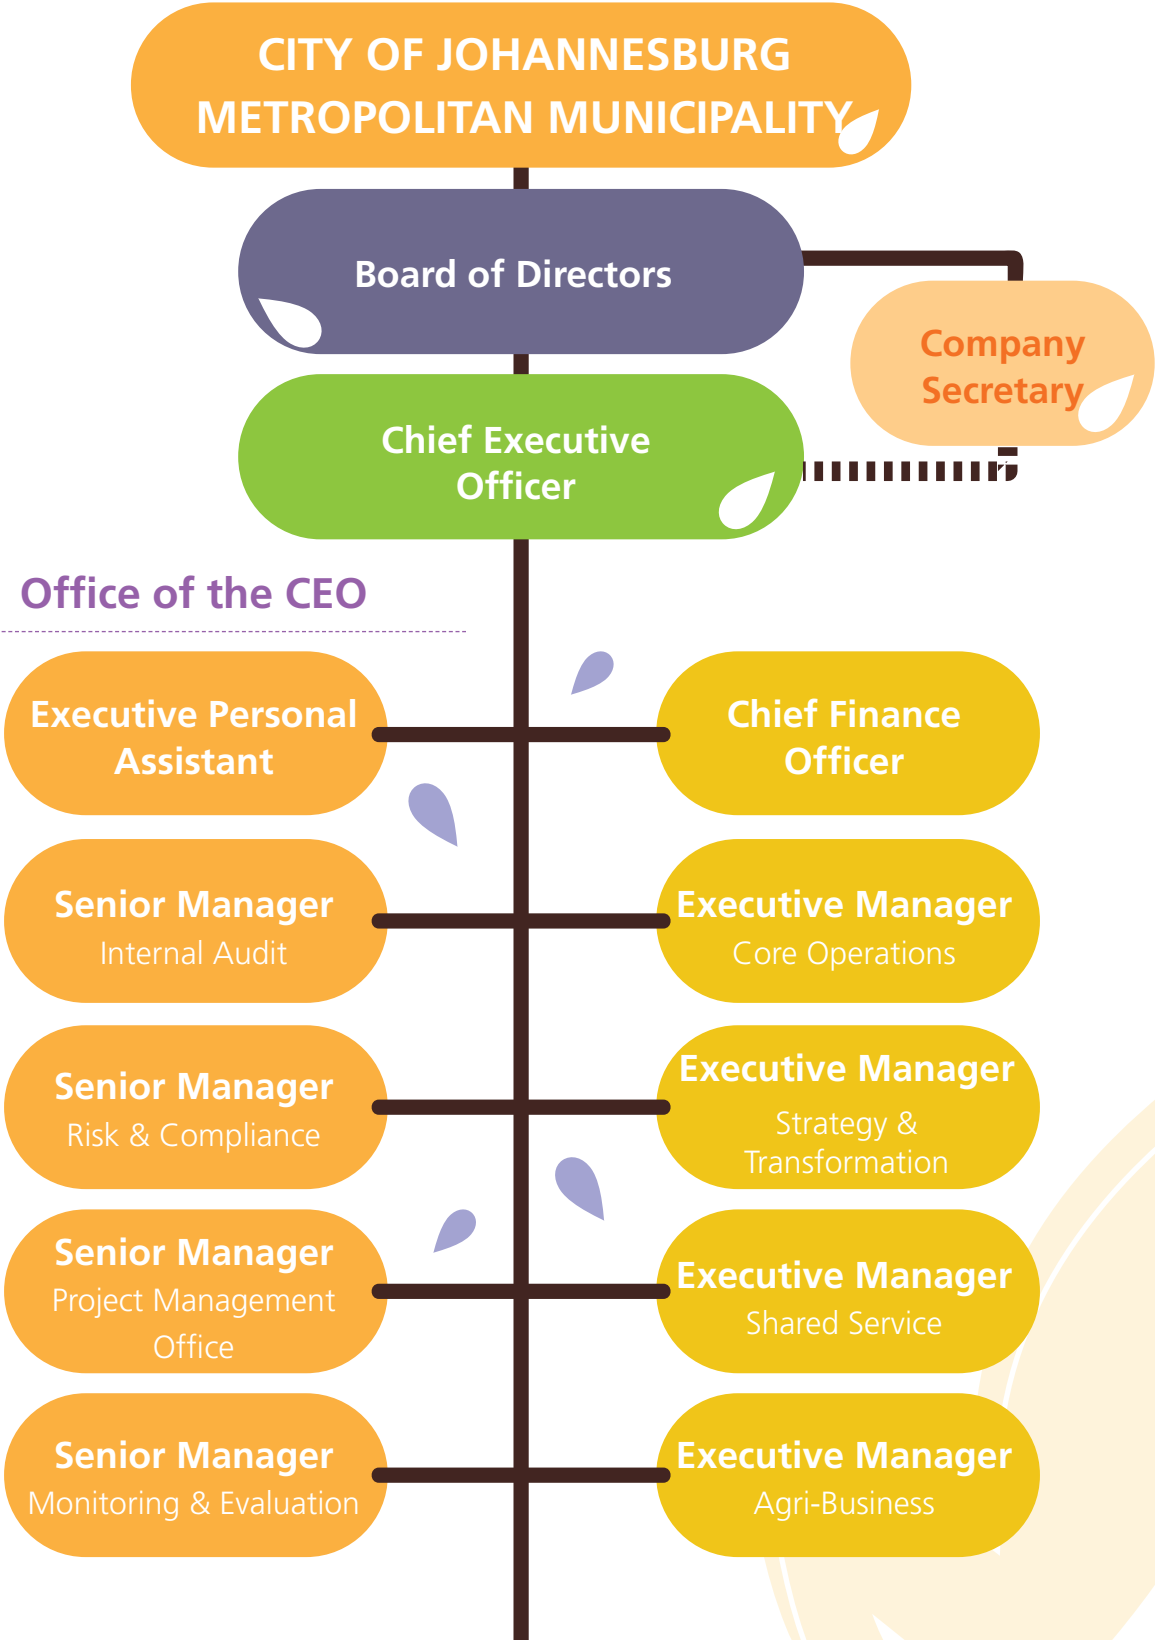 CITY OF JOHANNESBURG
METROPOLITAN MUNICIPALITY
Board of Directors
Company
Secretary
Chief Executive
Officer
Office of the CEO
Executive Personal
Assistant
Chief Finance
Officer
Senior Manager
Internal Audit
Executive Manager
Core Operations
Senior Manager
Risk & Compliance
Executive Manager
Strategy &
Transformation
Senior Manager
Project Management
Office
Executive Manager
Shared Service
Senior Manager
Monitoring & Evaluation
Executive Manager
Agri-Business